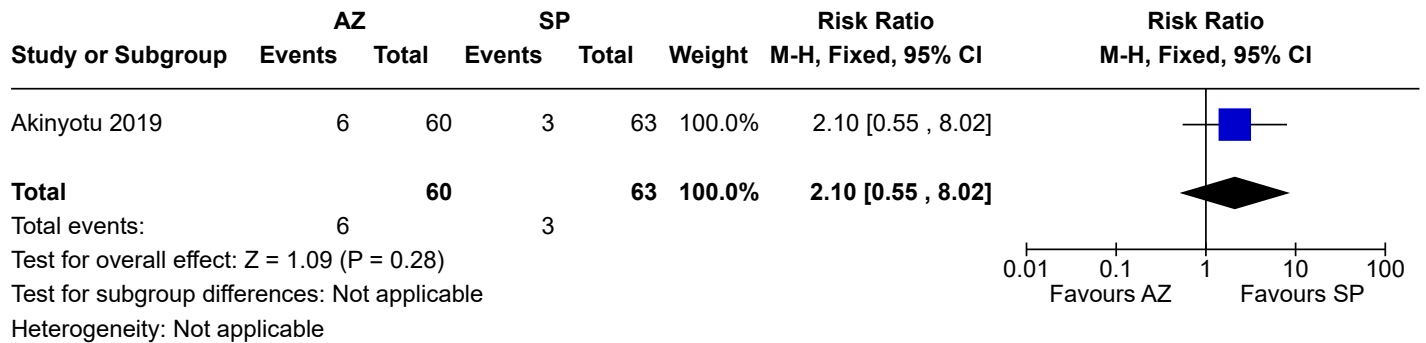 AZ SP Risk Ratio Risk Ratio
Study or Subgroup Events Total Events Total Weight M-H, Fixed, 95% CI M-H, Fixed, 95% CI
Akinyotu 2019 6 60 3 63 100.0% 2.10 [0.55 , 8.02]
Total 60 63 100.0% 2.10 [0.55 , 8.02]
Total events: 6 3
Test for overall effect: Z = 1.09 (P = 0.28)
Test for subgroup differences: Not applicable
Heterogeneity: Not applicable
0.01 0.1 1 10 100
Favours AZ Favours SP